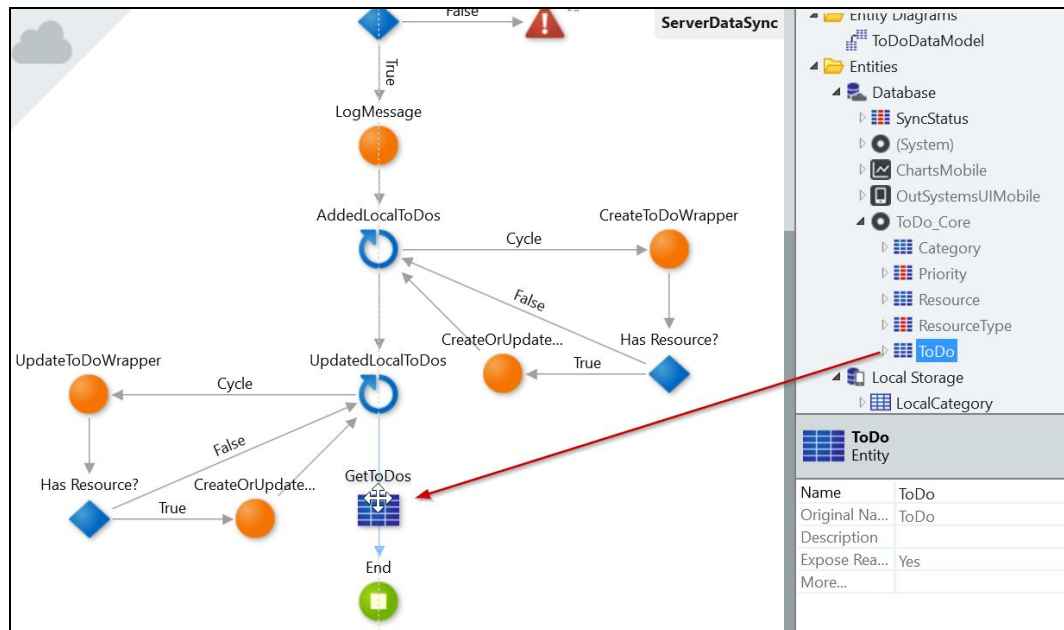 False
ServerDataSync
True
LogMessage
AddedLocalToDos
CreateToDoWrapper
Cycle
False
CreateOrUpdate...
Has Resource?
True
UpdateToDoWrapper
UpdatedLocalToDos
Cycle
False
Has Resource?
CreateOrUpdate...
True
GetToDos
End
Entity Diagrams
ToDoDataModel
Entities
Database
SyncStatus
(System)
ChartsMobile
OutSystemsUIMobile
ToDo_Core
Category
Priority
Resource
ResourceType
ToDo
Local Storage
LocalCategory
ToDo
Entity
Name ToDo
Original Na... ToDo
Description
Expose Rea... Yes
More...